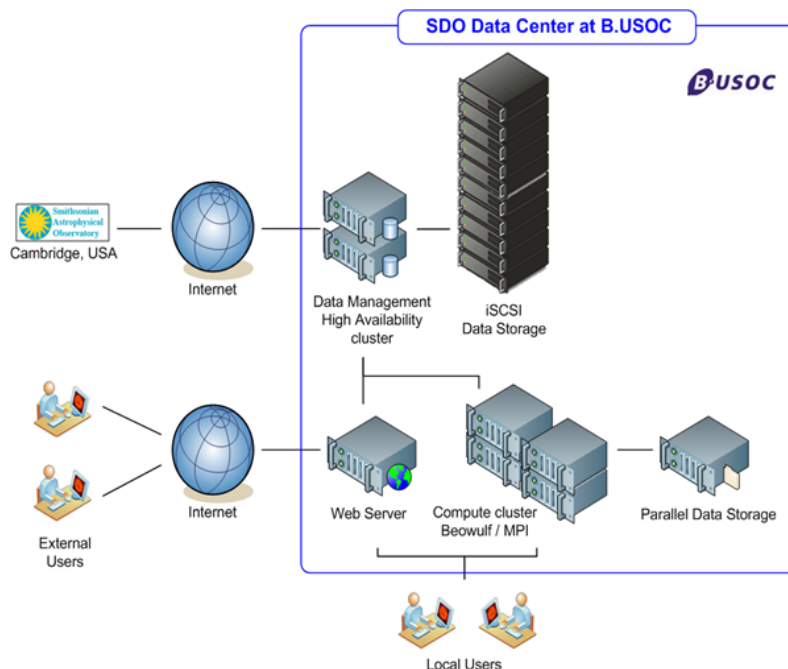 SDO Data Center at B.USOC
B.USOC
Smithsonian
Astrophysical
Observatory
Cambridge, USA
Internet
Data Management
High Availability
cluster
iSCSI
Data Storage
External
Users
Internet
Web Server
Compute cluster
Beowulf / MPI
Parallel Data Storage
Local Users